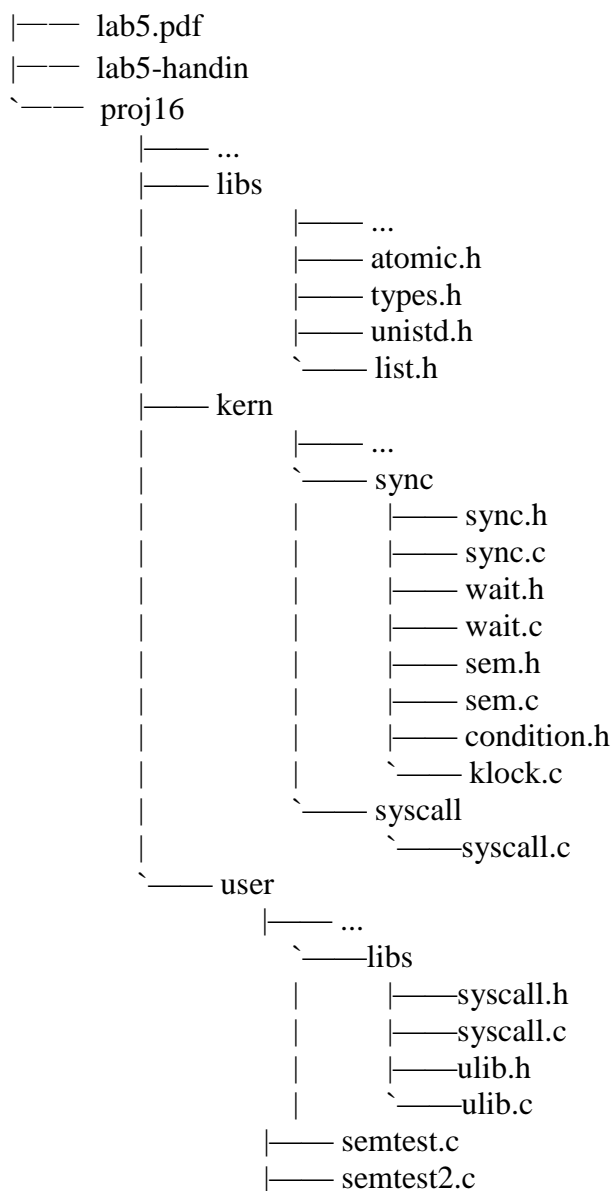 |—— lab5.pdf
|—— lab5-handin
`—— proj16
|—— ...
|—— libs
| |—— ...
| |—— atomic.h
| |—— types.h
| |—— unistd.h
| `—— list.h
|—— kern
| |—— ...
| `—— sync
| | |—— sync.h
| | |—— sync.c
| | |—— wait.h
| | |—— wait.c
| | |—— sem.h
| | |—— sem.c
| | |—— condition.h
| | `—— klock.c
| `—— syscall
| `——syscall.c
`—— user
|—— ...
`——libs
| |——syscall.h
| |——syscall.c
| |——ulib.h
| `——ulib.c
|—— semtest.c
|—— semtest2.c